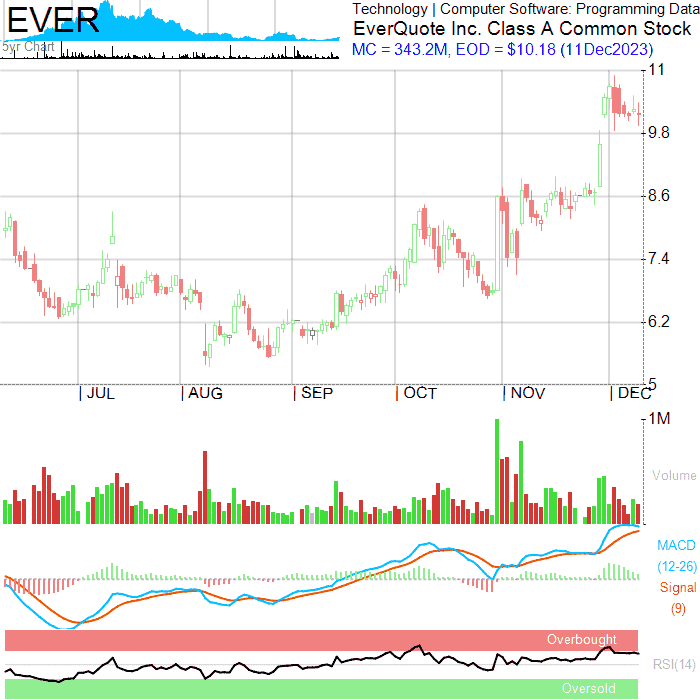 EVER
5yr Chart
Technology | Computer Software: Programming Data
EverQuote Inc. Class A Common Stock
MC = 343.2M, EOD = $10.18 (11Dec2023)
11
9.8
8.6
7.4
6.2
5
JUL
AUG
SEP
OCT
NOV
DEC
1M
Volume
MACD
(12-26)
Signal
(9)
Overbought
RSI(14)
Oversold